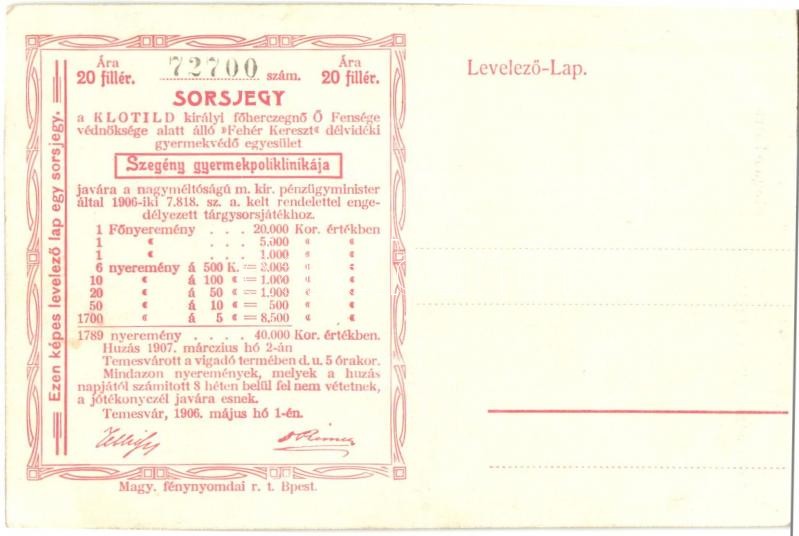 Ára 72700 szám. Ára
20 fillér. 20 fillér.
SORSJEGY
a KLOTILD királyi főherczegnő Ő Fensége
védnöksége alatt álló »Fehér Kereszt« délvidéki
gyermekvédő egyesület
Szegény gyermekpoliklinikája
javára a nagyméltóságú m. kir. pénzügyminister
által 1906-iki 7.818. sz. a. kelt rendelettel enge-
délyezett tárgysorsjátékhoz.
1 Főnyeremény . . . 20.000 Kor. értékben
1 « . . . 5.000 « «
1 « . . . 1.000 « «
6 nyeremény á 500 K. = 3.000 « «
10 « á 100 « = 1.000 « «
20 « á 50 « = 1.000 « «
50 « á 10 « = 500 « «
1700 « á 5 « = 8.500 « «
1789 nyeremény . . . . 40.000 Kor. értékben.
Huzás 1907. márczius hó 2-án
Temesvárott a vigadó termében d. u. 5 órakor.
Mindazon nyeremények, melyek a huzás
napjától számított 8 héten belül fel nem vétetnek,
a jótékonyczél javára esnek.
Temesvár, 1906. május hó 1-én.
Magy. fénynyomdai r. t. Bpest.
Ezen képes levelező lap egy sorsjegy.
Levelező-Lap.